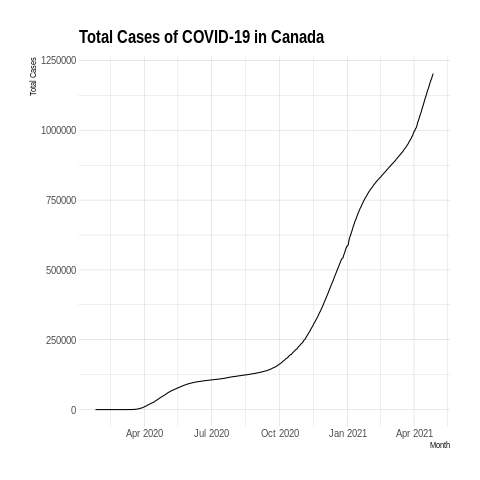 Total Cases of COVID-19 in Canada
Total Cases
1250000
1000000
750000
500000
250000
0
Apr 2020 Jul 2020 Oct 2020 Jan 2021 Apr 2021
Month